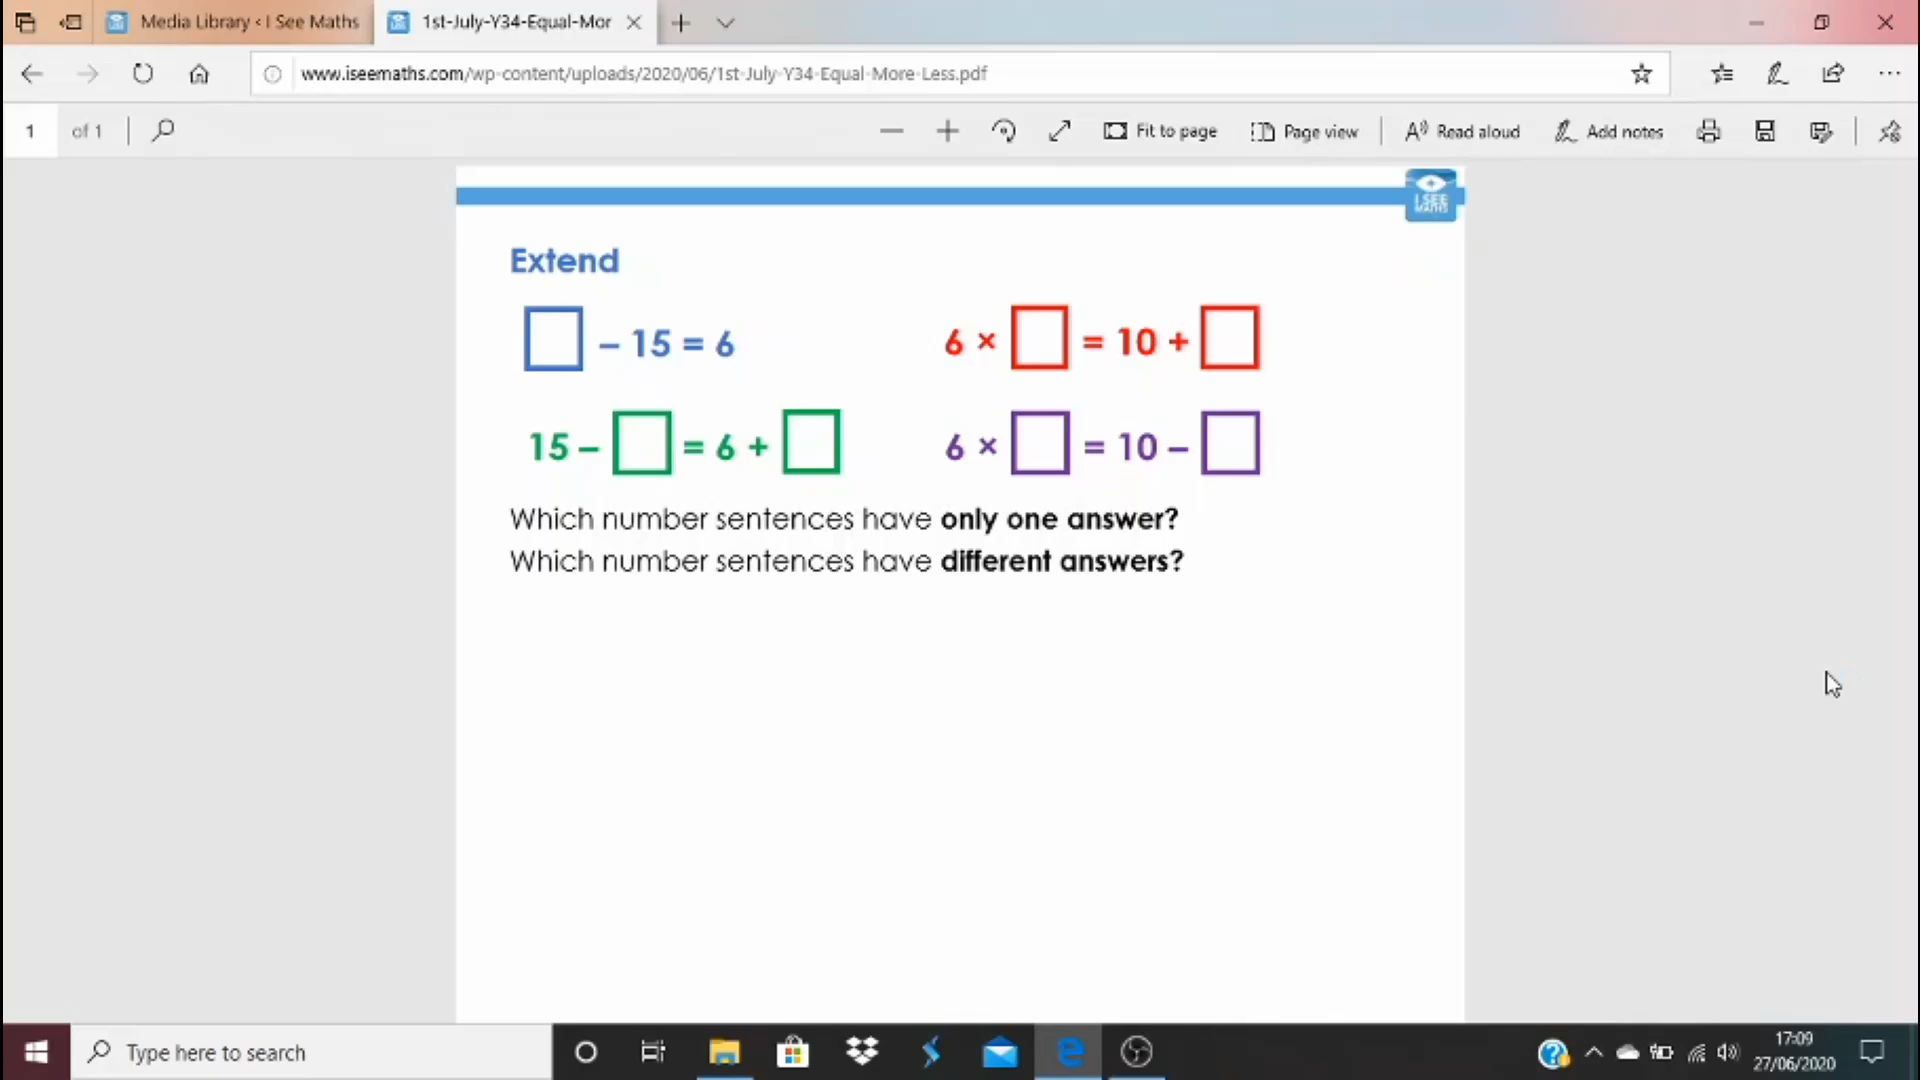 Media Library ‹ I See Maths
1st-July-Y34-Equal-Mor
www.iseemaths.com/wp-content/uploads/2020/06/1st-July-Y34-Equal-More-Less.pdf
1 of 1
Fit to page
Page view
Read aloud
Add notes
I SEE
MATHS
Extend
□ – 15 = 6
6 × □ = 10 + □
15 – □ = 6 + □
6 × □ = 10 – □
Which number sentences have only one answer?
Which number sentences have different answers?
Type here to search
17:09
27/06/2020